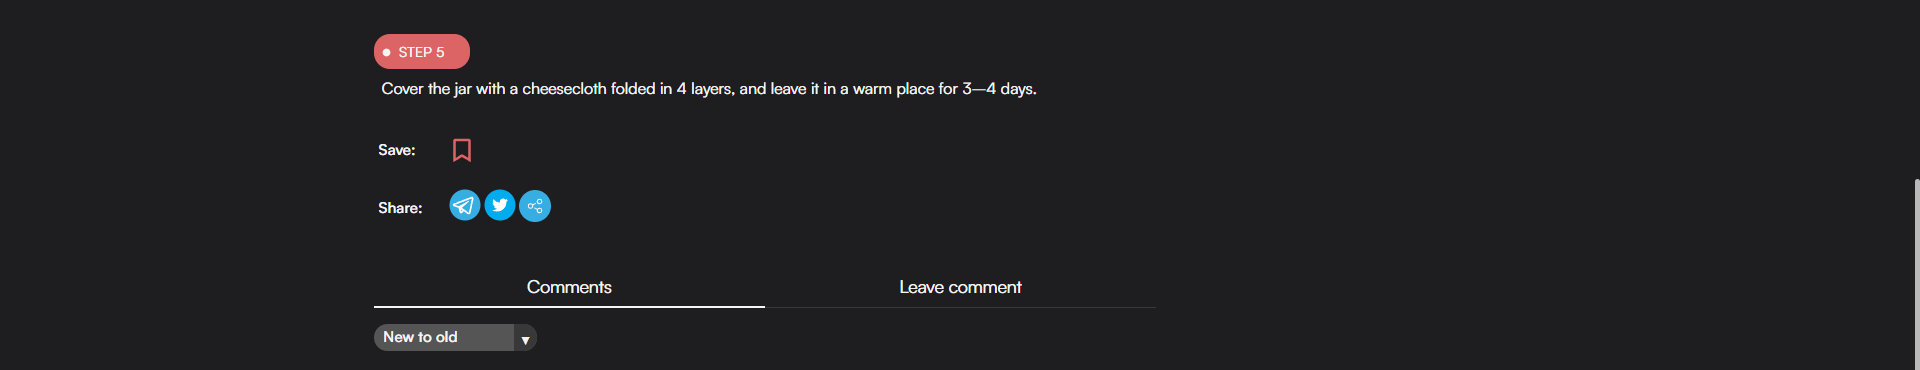 STEP 5
Cover the jar with a cheesecloth folded in 4 layers, and leave it in a warm place for 3—4 days.
Save:
Share:
Comments
Leave comment
New to old